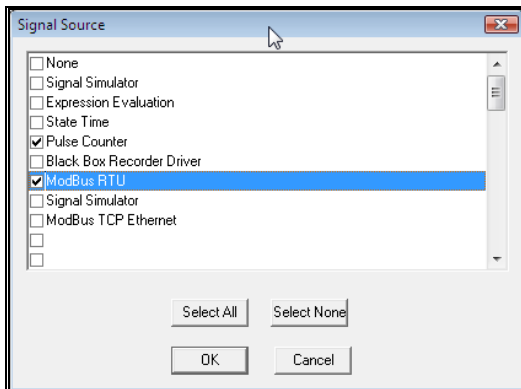 Signal Source
None
Signal Simulator
Expression Evaluation
State Time
Pulse Counter
Black Box Recorder Driver
ModBus RTU
Signal Simulator
ModBus TCP Ethernet
Select All Select None
OK Cancel